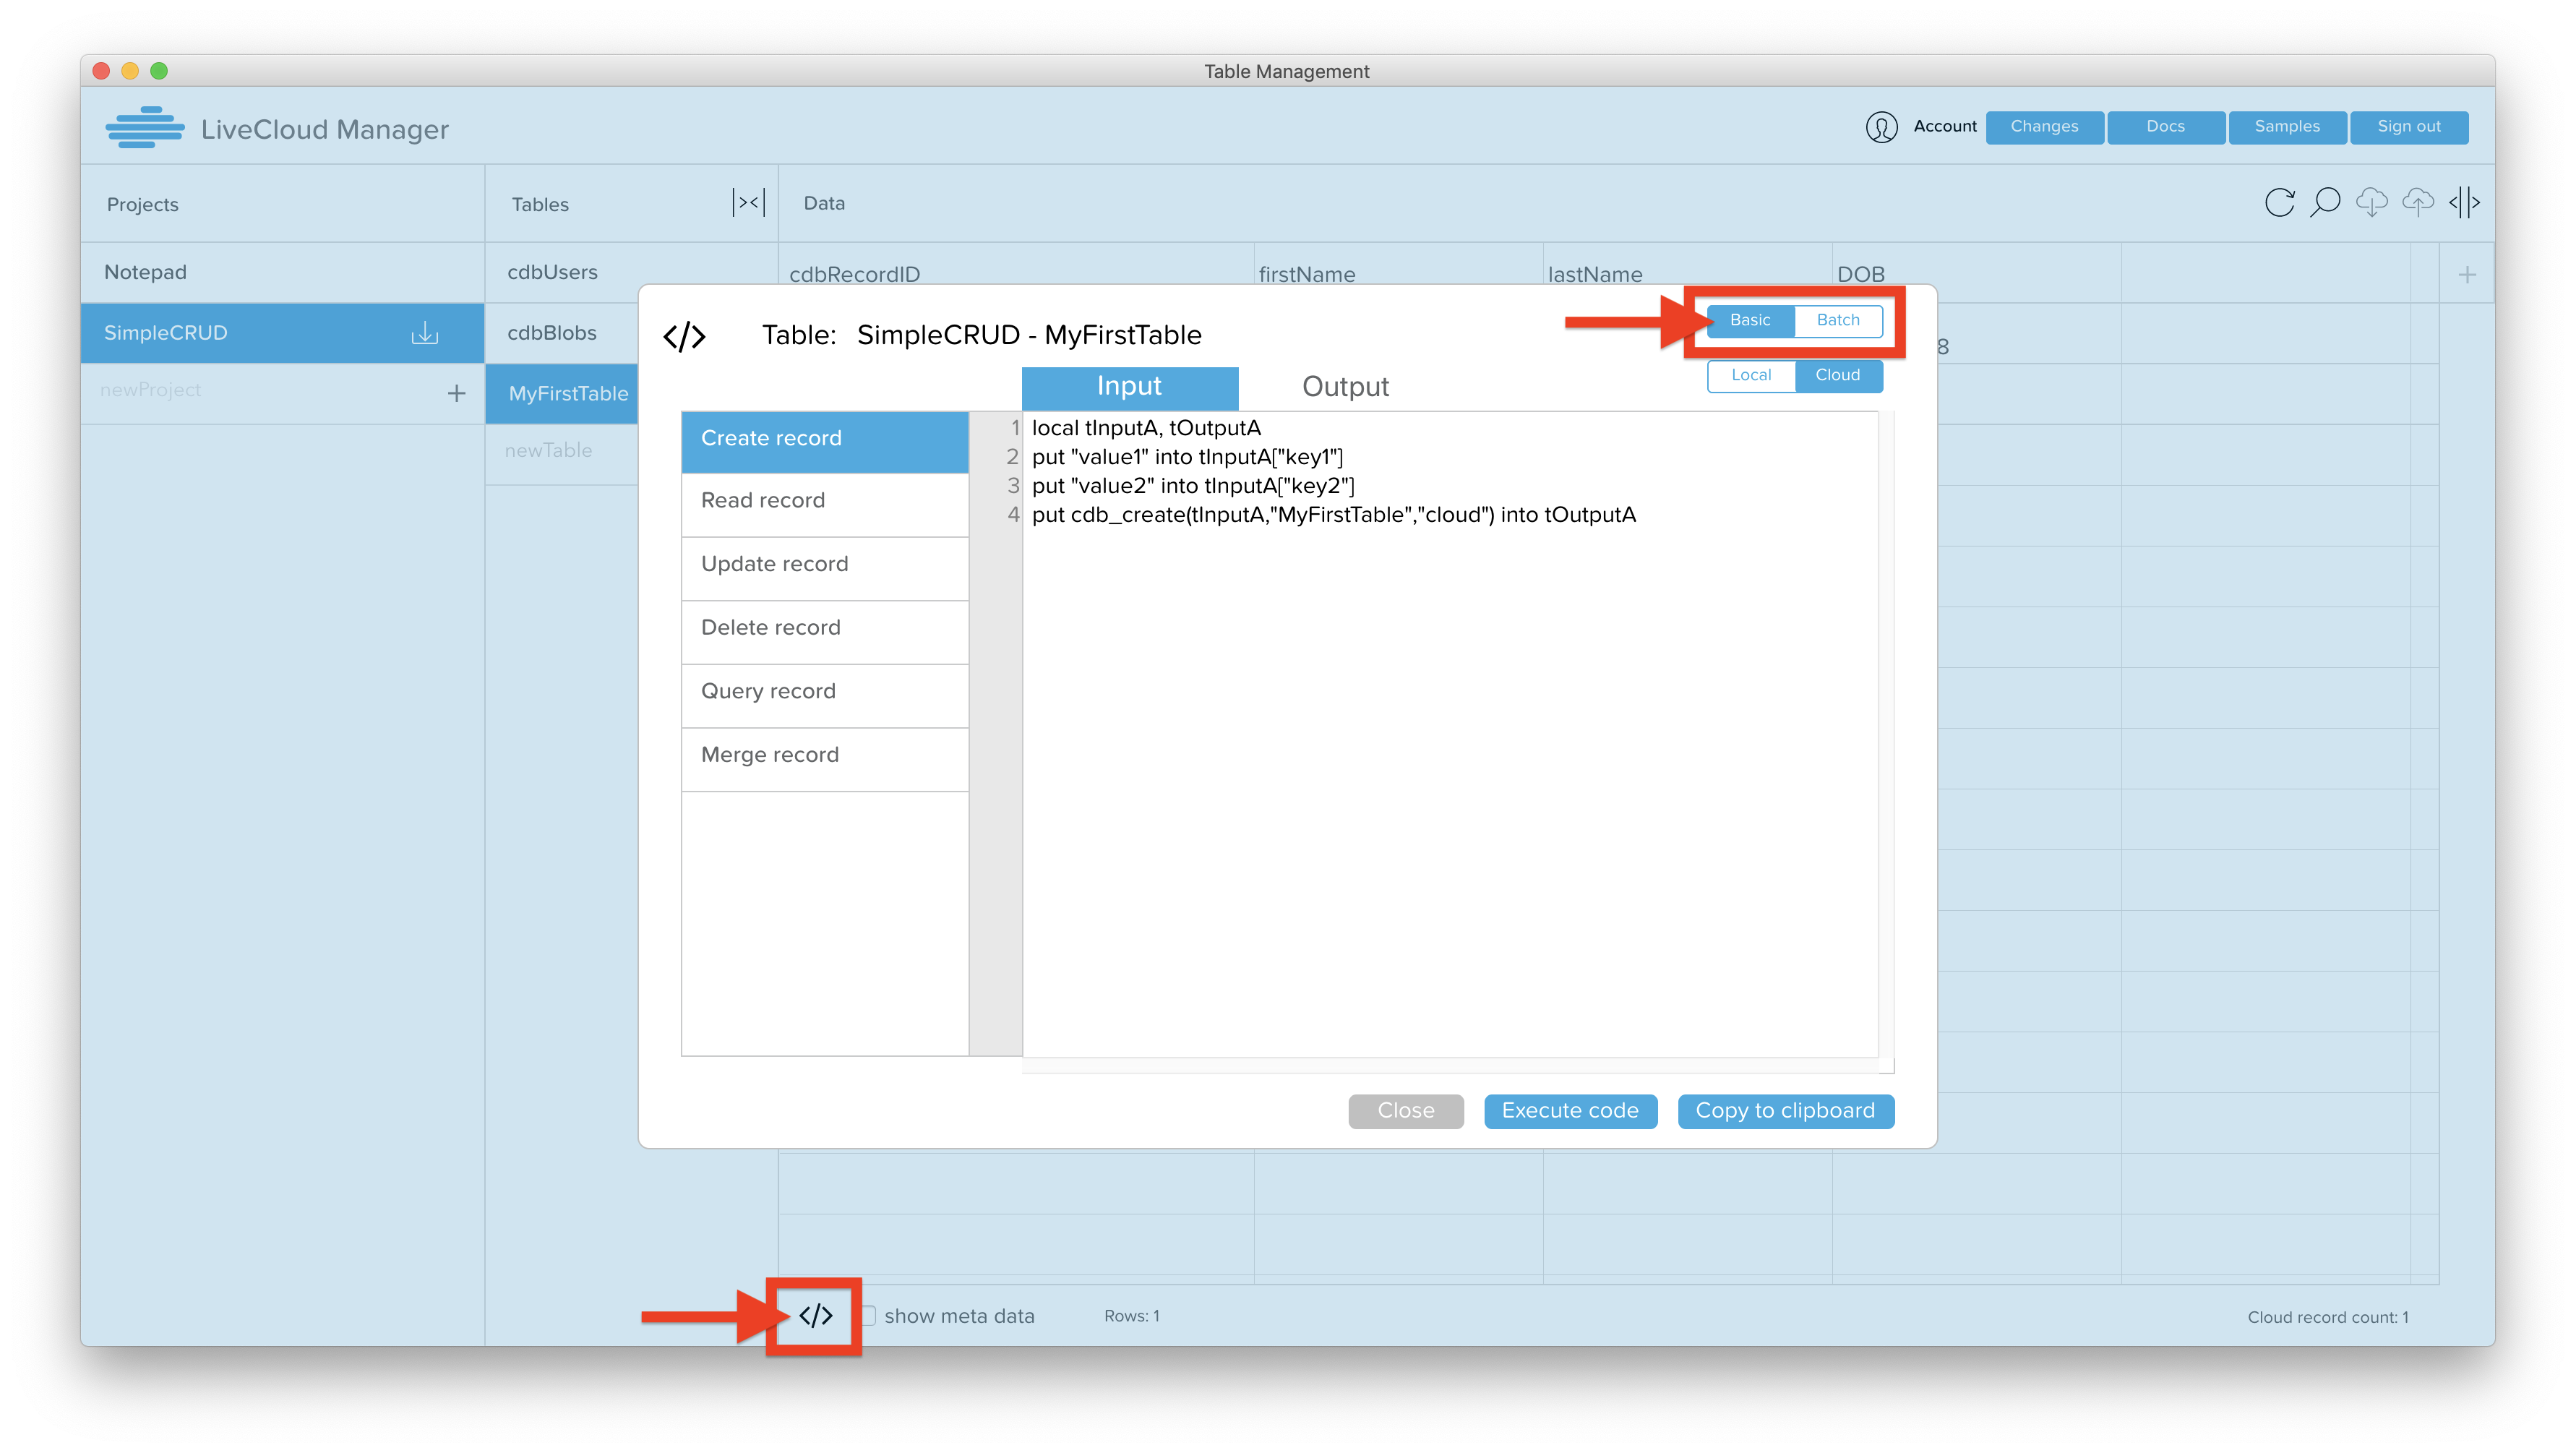 Table Management
LiveCloud Manager
Account Changes Docs Samples Sign out
Projects Tables Data
Notepad cdbUsers cdbRecordID firstName lastName DOB
SimpleCRUD cdbBlobs 8
newProject MyFirstTable
newTable
</> Table: SimpleCRUD - MyFirstTable
Basic Batch
Local Cloud
Input Output
Create record
Read record
Update record
Delete record
Query record
Merge record
1 local tInputA, tOutputA
2 put "value1" into tInputA["key1"]
3 put "value2" into tInputA["key2"]
4 put cdb_create(tInputA,"MyFirstTable","cloud") into tOutputA
Close Execute code Copy to clipboard
</> show meta data Rows: 1 Cloud record count: 1